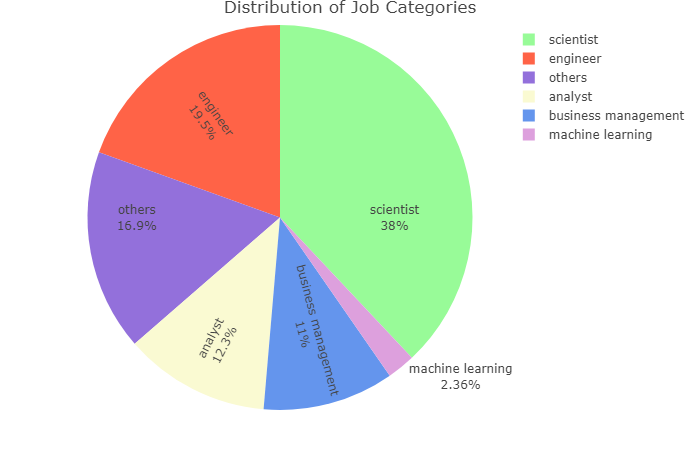 Distribution of Job Categories
scientist
38%
engineer
19.5%
others
16.9%
analyst
12.3%
business management
11%
machine learning
2.36%
scientist
engineer
others
analyst
business management
machine learning